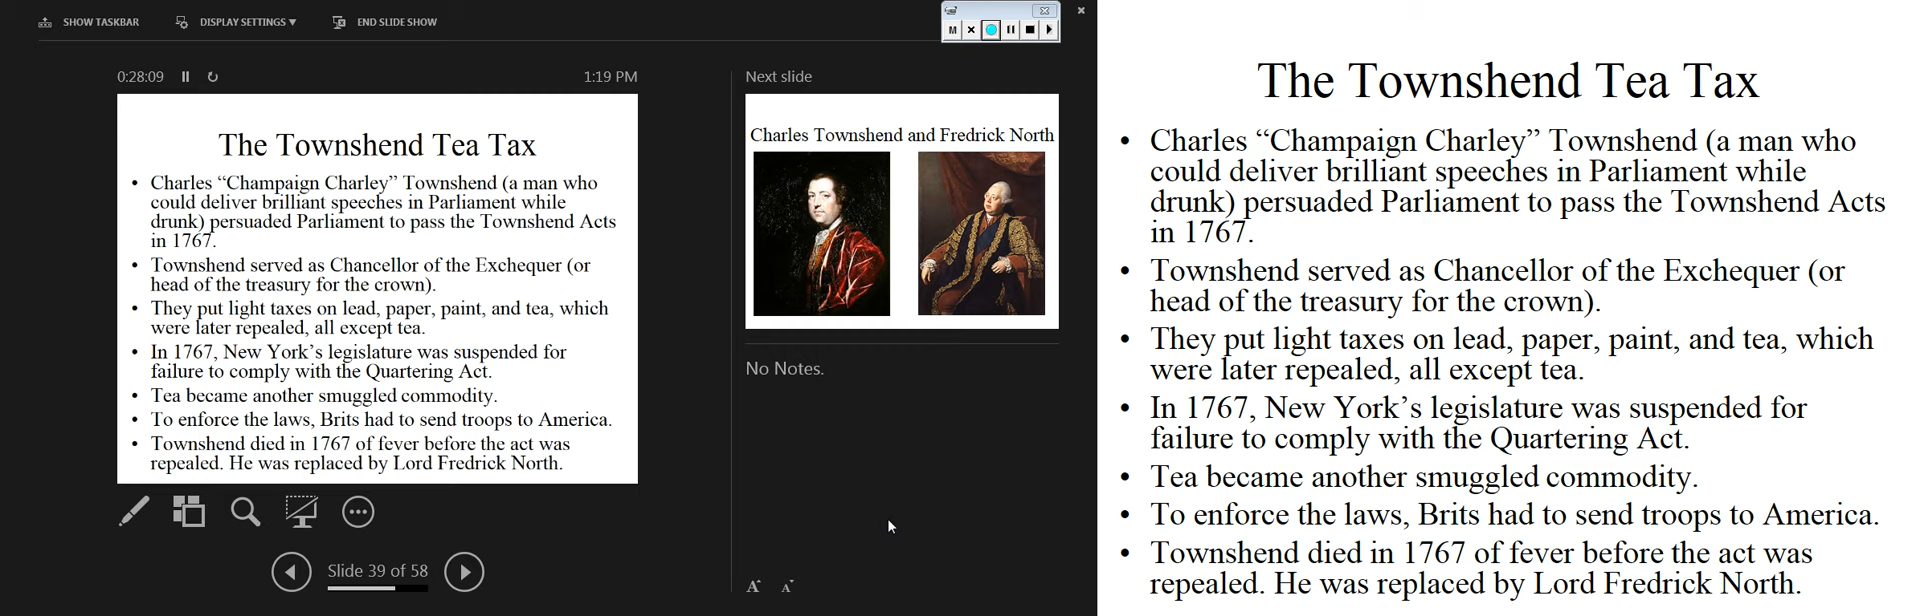 SHOW TASKBAR
DISPLAY SETTINGS
END SLIDE SHOW
M
0:28:09
1:19 PM
The Townshend Tea Tax
• Charles “Champaign Charley” Townshend (a man who
could deliver brilliant speeches in Parliament while
drunk) persuaded Parliament to pass the Townshend Acts
in 1767.
• Townshend served as Chancellor of the Exchequer (or
head of the treasury for the crown).
• They put light taxes on lead, paper, paint, and tea, which
were later repealed, all except tea.
• In 1767, New York’s legislature was suspended for
failure to comply with the Quartering Act.
• Tea became another smuggled commodity.
• To enforce the laws, Brits had to send troops to America.
• Townshend died in 1767 of fever before the act was
repealed. He was replaced by Lord Fredrick North.
Slide 39 of 58
Next slide
Charles Townshend and Fredrick North
No Notes.
A A
The Townshend Tea Tax
• Charles “Champaign Charley” Townshend (a man who
could deliver brilliant speeches in Parliament while
drunk) persuaded Parliament to pass the Townshend Acts
in 1767.
• Townshend served as Chancellor of the Exchequer (or
head of the treasury for the crown).
• They put light taxes on lead, paper, paint, and tea, which
were later repealed, all except tea.
• In 1767, New York’s legislature was suspended for
failure to comply with the Quartering Act.
• Tea became another smuggled commodity.
• To enforce the laws, Brits had to send troops to America.
• Townshend died in 1767 of fever before the act was
repealed. He was replaced by Lord Fredrick North.